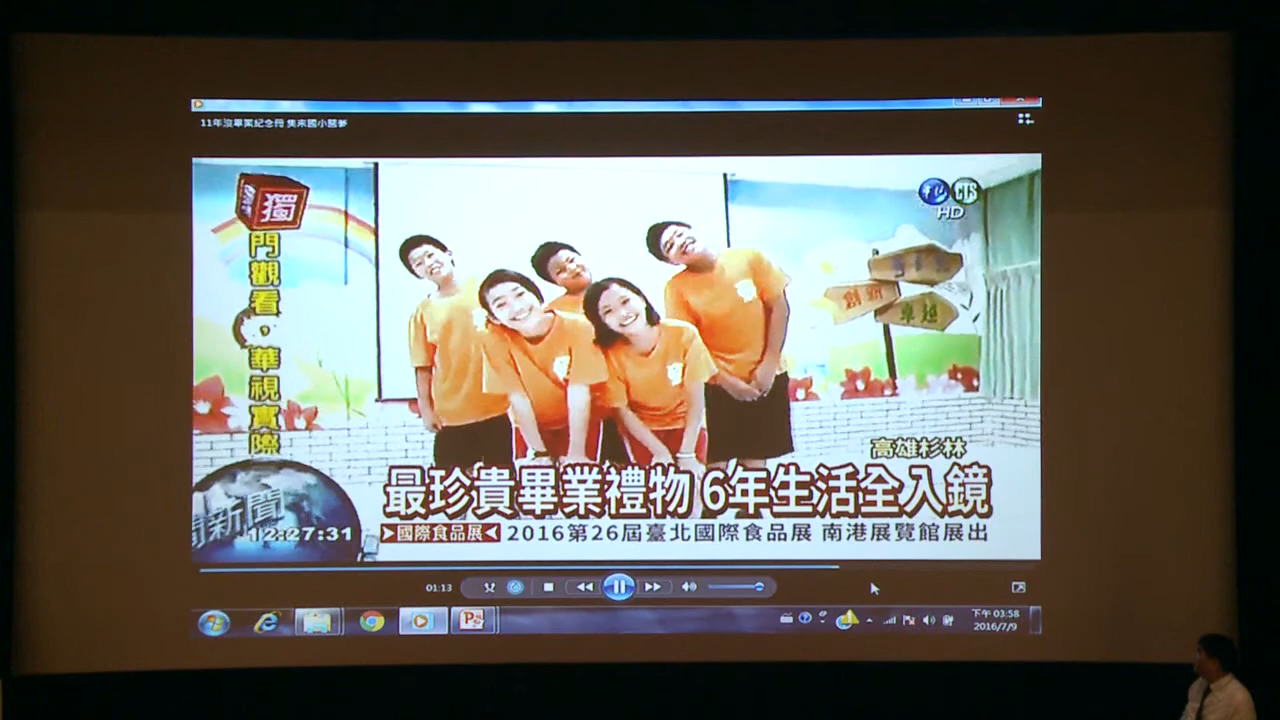 11年沒畢業紀念冊 集來國小圓夢
獨
門觀看，華視實際
華視 CTS
HD
創新
卓越
高雄杉林
最珍貴畢業禮物 6年生活全入鏡
新聞
12:27:31
國際食品展 2016第26屆臺北國際食品展 南港展覽館展出
01:13
下午 03:58
2016/7/9